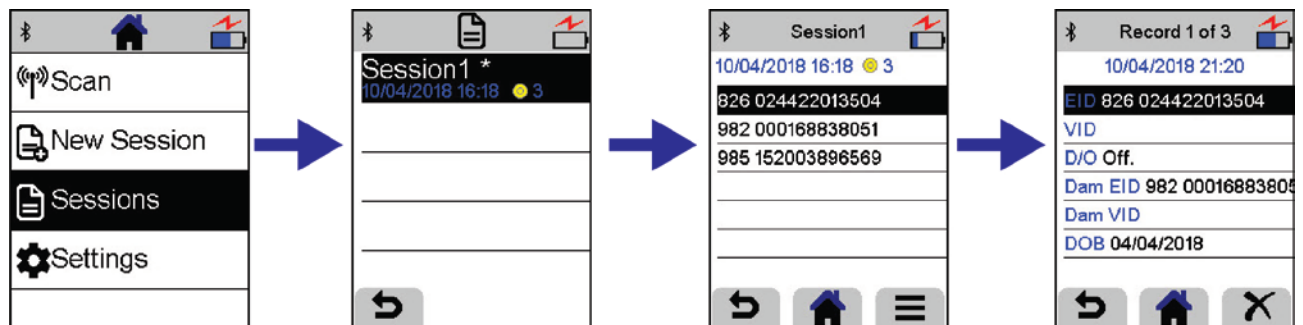 Scan
New Session
Sessions
Settings
Session1 *
10/04/2018 16:18 3
Session1
10/04/2018 16:18 3
826 024422013504
982 000168838051
985 152003896569
Record 1 of 3
10/04/2018 21:20
EID 826 024422013504
VID
D/O Off.
Dam EID 982 00016883805
Dam VID
DOB 04/04/2018